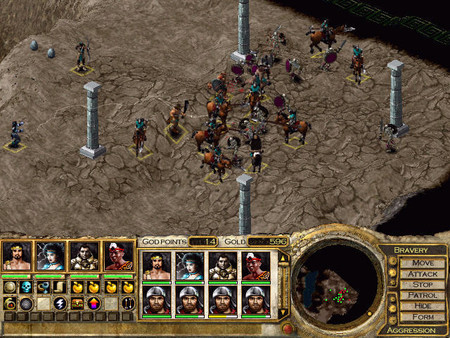 GOD POINTS 14 GOLD 596
BRAVERY
MOVE
ATTACK
STOP
PATROL
HIDE
FORM
AGGRESSION